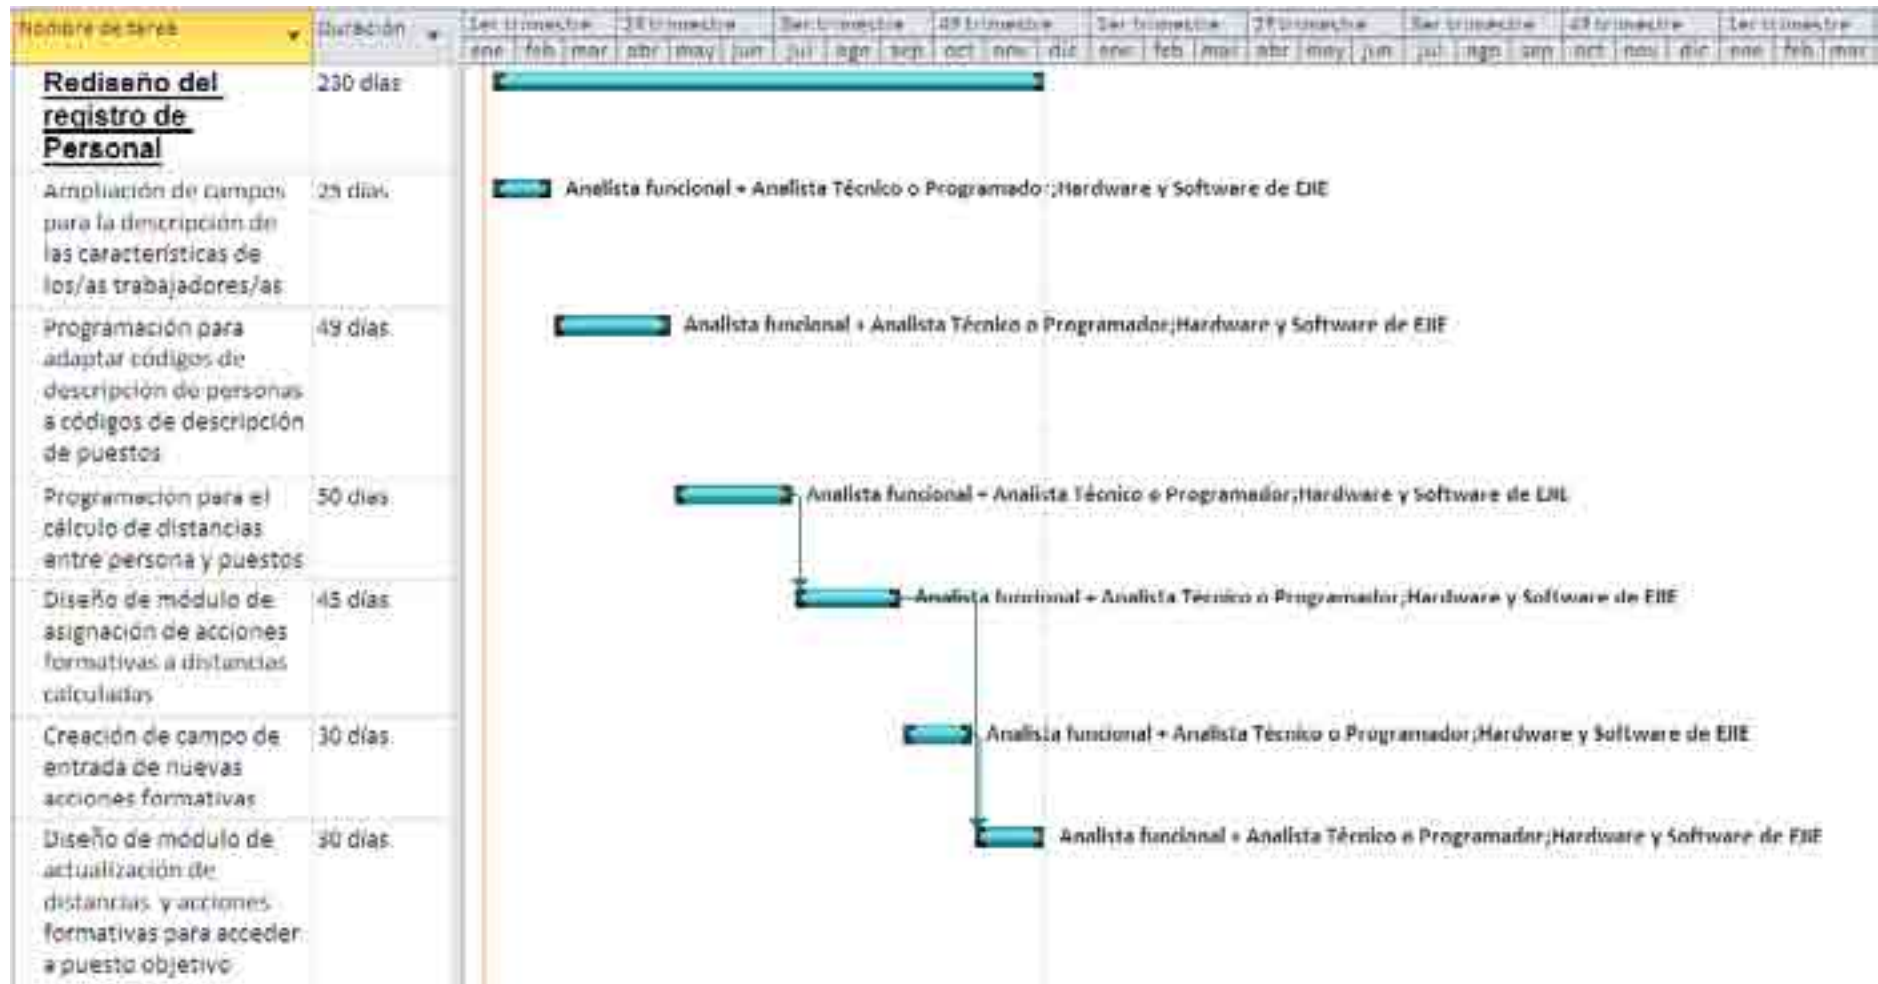 Nombre de tarea
Duración
1er trimestre 2º trimestre 3er trimestre 4º trimestre 1er trimestre 2º trimestre 3er trimestre 4º trimestre 1er trimestre
ene feb mar abr may jun jul ago sep oct nov dic ene feb mar abr may jun jul ago sep oct nov dic ene feb mar
Rediseño del
registro de
Personal
230 días
Ampliación de campos
para la descripción de
las características de
los/as trabajadores/as
25 días
Analista funcional + Analista Técnico o Programador;Hardware y Software de EJIE
Programación para
adaptar códigos de
descripción de personas
a códigos de descripción
de puestos
49 días
Analista funcional + Analista Técnico o Programador;Hardware y Software de EJIE
Programación para el
cálculo de distancias
entre persona y puestos
50 días
Analista funcional + Analista Técnico o Programador;Hardware y Software de EJIE
Diseño de módulo de
asignación de acciones
formativas a distancias
calculadas
45 días
Analista funcional + Analista Técnico o Programador;Hardware y Software de EJIE
Creación de campo de
entrada de nuevas
acciones formativas
30 días
Analista funcional + Analista Técnico o Programador;Hardware y Software de EJIE
Diseño de módulo de
actualización de
distancias y acciones
formativas para acceder
a puesto objetivo
30 días
Analista funcional + Analista Técnico o Programador;Hardware y Software de EJIE